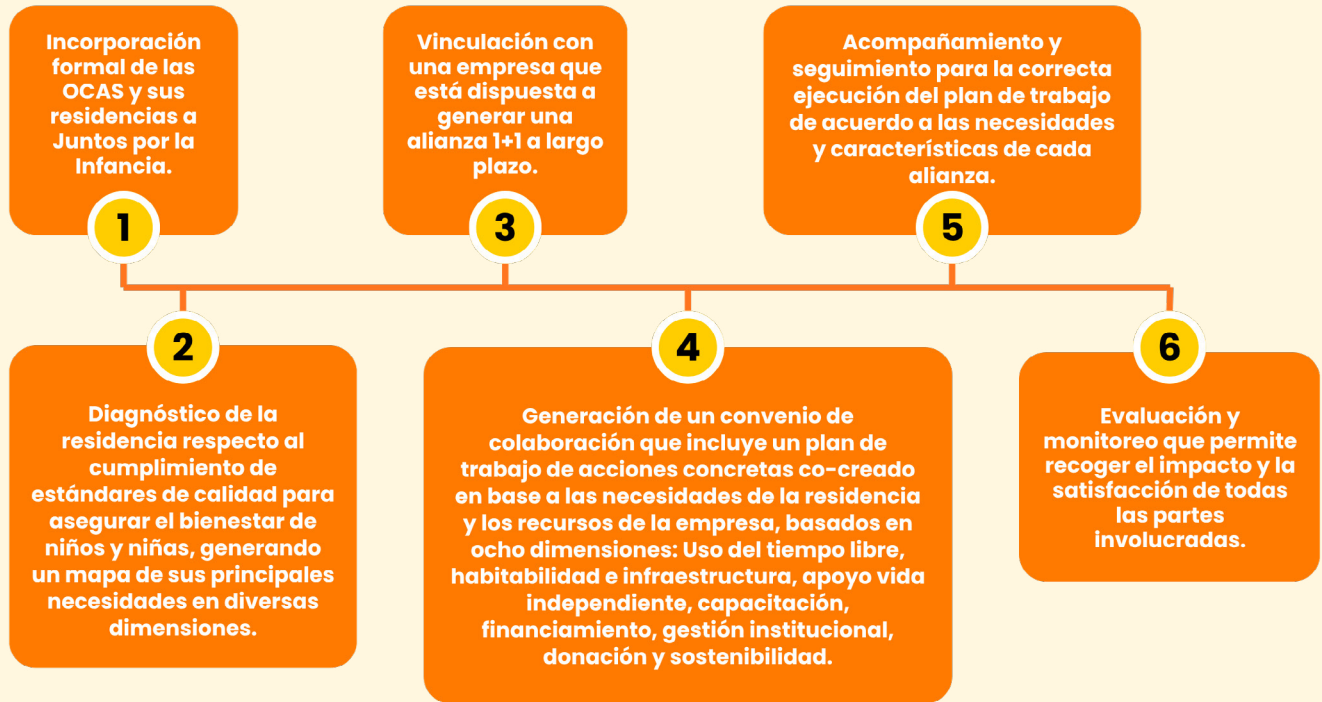 Incorporación
formal de las
OCAS y sus
residencias a
Juntos por la
Infancia.
1
Diagnóstico de la
residencia respecto al
cumplimiento de
estándares de calidad para
asegurar el bienestar de
niños y niñas, generando
un mapa de sus principales
necesidades en diversas
dimensiones.
2
Vinculación con
una empresa que
está dispuesta a
generar una
alianza 1+1 a largo
plazo.
3
Generación de un convenio de
colaboración que incluye un plan de
trabajo de acciones concretas co-creado
en base a las necesidades de la residencia
y los recursos de la empresa, basados en
ocho dimensiones: Uso del tiempo libre,
habitabilidad e infraestructura, apoyo vida
independiente, capacitación,
financiamiento, gestión institucional,
donación y sostenibilidad.
4
Acompañamiento y
seguimiento para la correcta
ejecución del plan de trabajo
de acuerdo a las necesidades
y características de cada
alianza.
5
Evaluación y
monitoreo que permite
recoger el impacto y la
satisfacción de todas
las partes
involucradas.
6